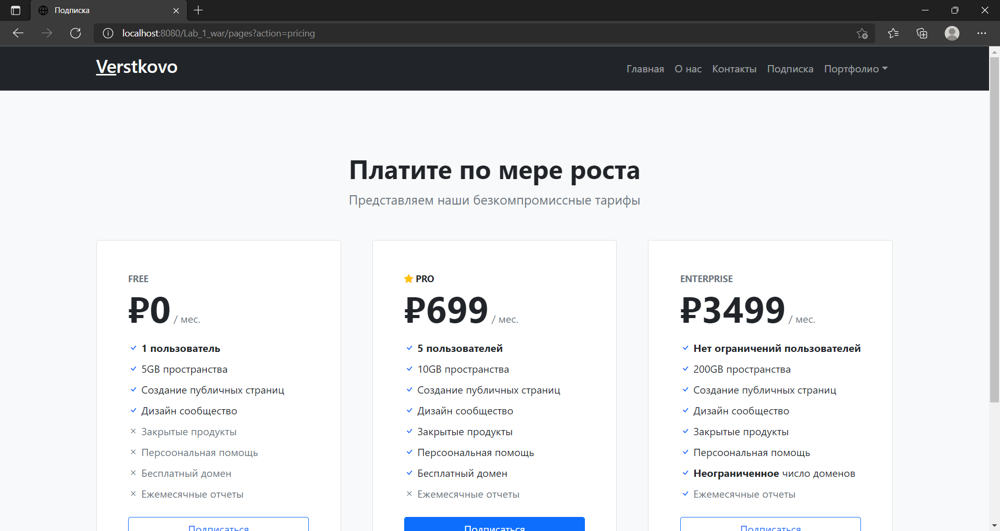 Подписка
localhost:8080/Lab_1_war/pages?action=pricing
Verstkovo
Главная О нас Контакты Подписка Портфолио
Платите по мере роста
Представляем наши безкомпромиссные тарифы
FREE
₽0 / мес.
1 пользователь
5GB пространства
Создание публичных страниц
Дизайн сообщество
Закрытые продукты
Персоональная помощь
Бесплатный домен
Ежемесячные отчеты
Подписаться
PRO
₽699 / мес.
5 пользователей
10GB пространства
Создание публичных страниц
Дизайн сообщество
Закрытые продукты
Персоональная помощь
Бесплатный домен
Ежемесячные отчеты
Подписаться
ENTERPRISE
₽3499 / мес.
Нет ограничений пользователей
200GB пространства
Создание публичных страниц
Дизайн сообщество
Закрытые продукты
Персоональная помощь
Неограниченное число доменов
Ежемесячные отчеты
Подписаться